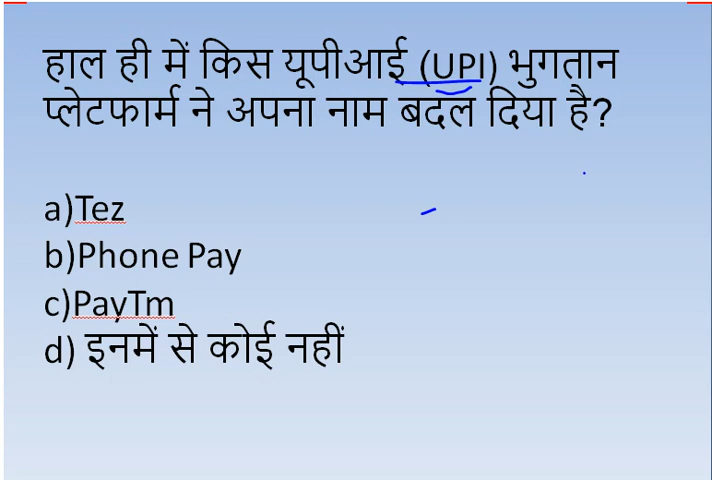 हाल ही में किस यूपीआई (UPI) भुगतान
प्लेटफार्म ने अपना नाम बदल दिया है?
a)Tez
b)Phone Pay
c)PayTm
d) इनमें से कोई नहीं